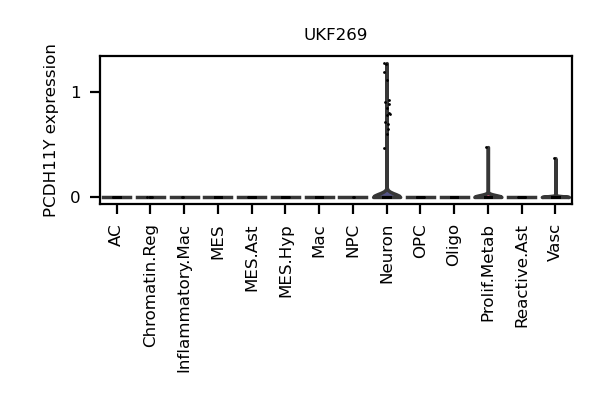 UKF269
PCDH11Y expression
1
0
AC
Chromatin.Reg
Inflammatory.Mac
MES
MES.Ast
MES.Hyp
Mac
NPC
Neuron
OPC
Oligo
Prolif.Metab
Reactive.Ast
Vasc